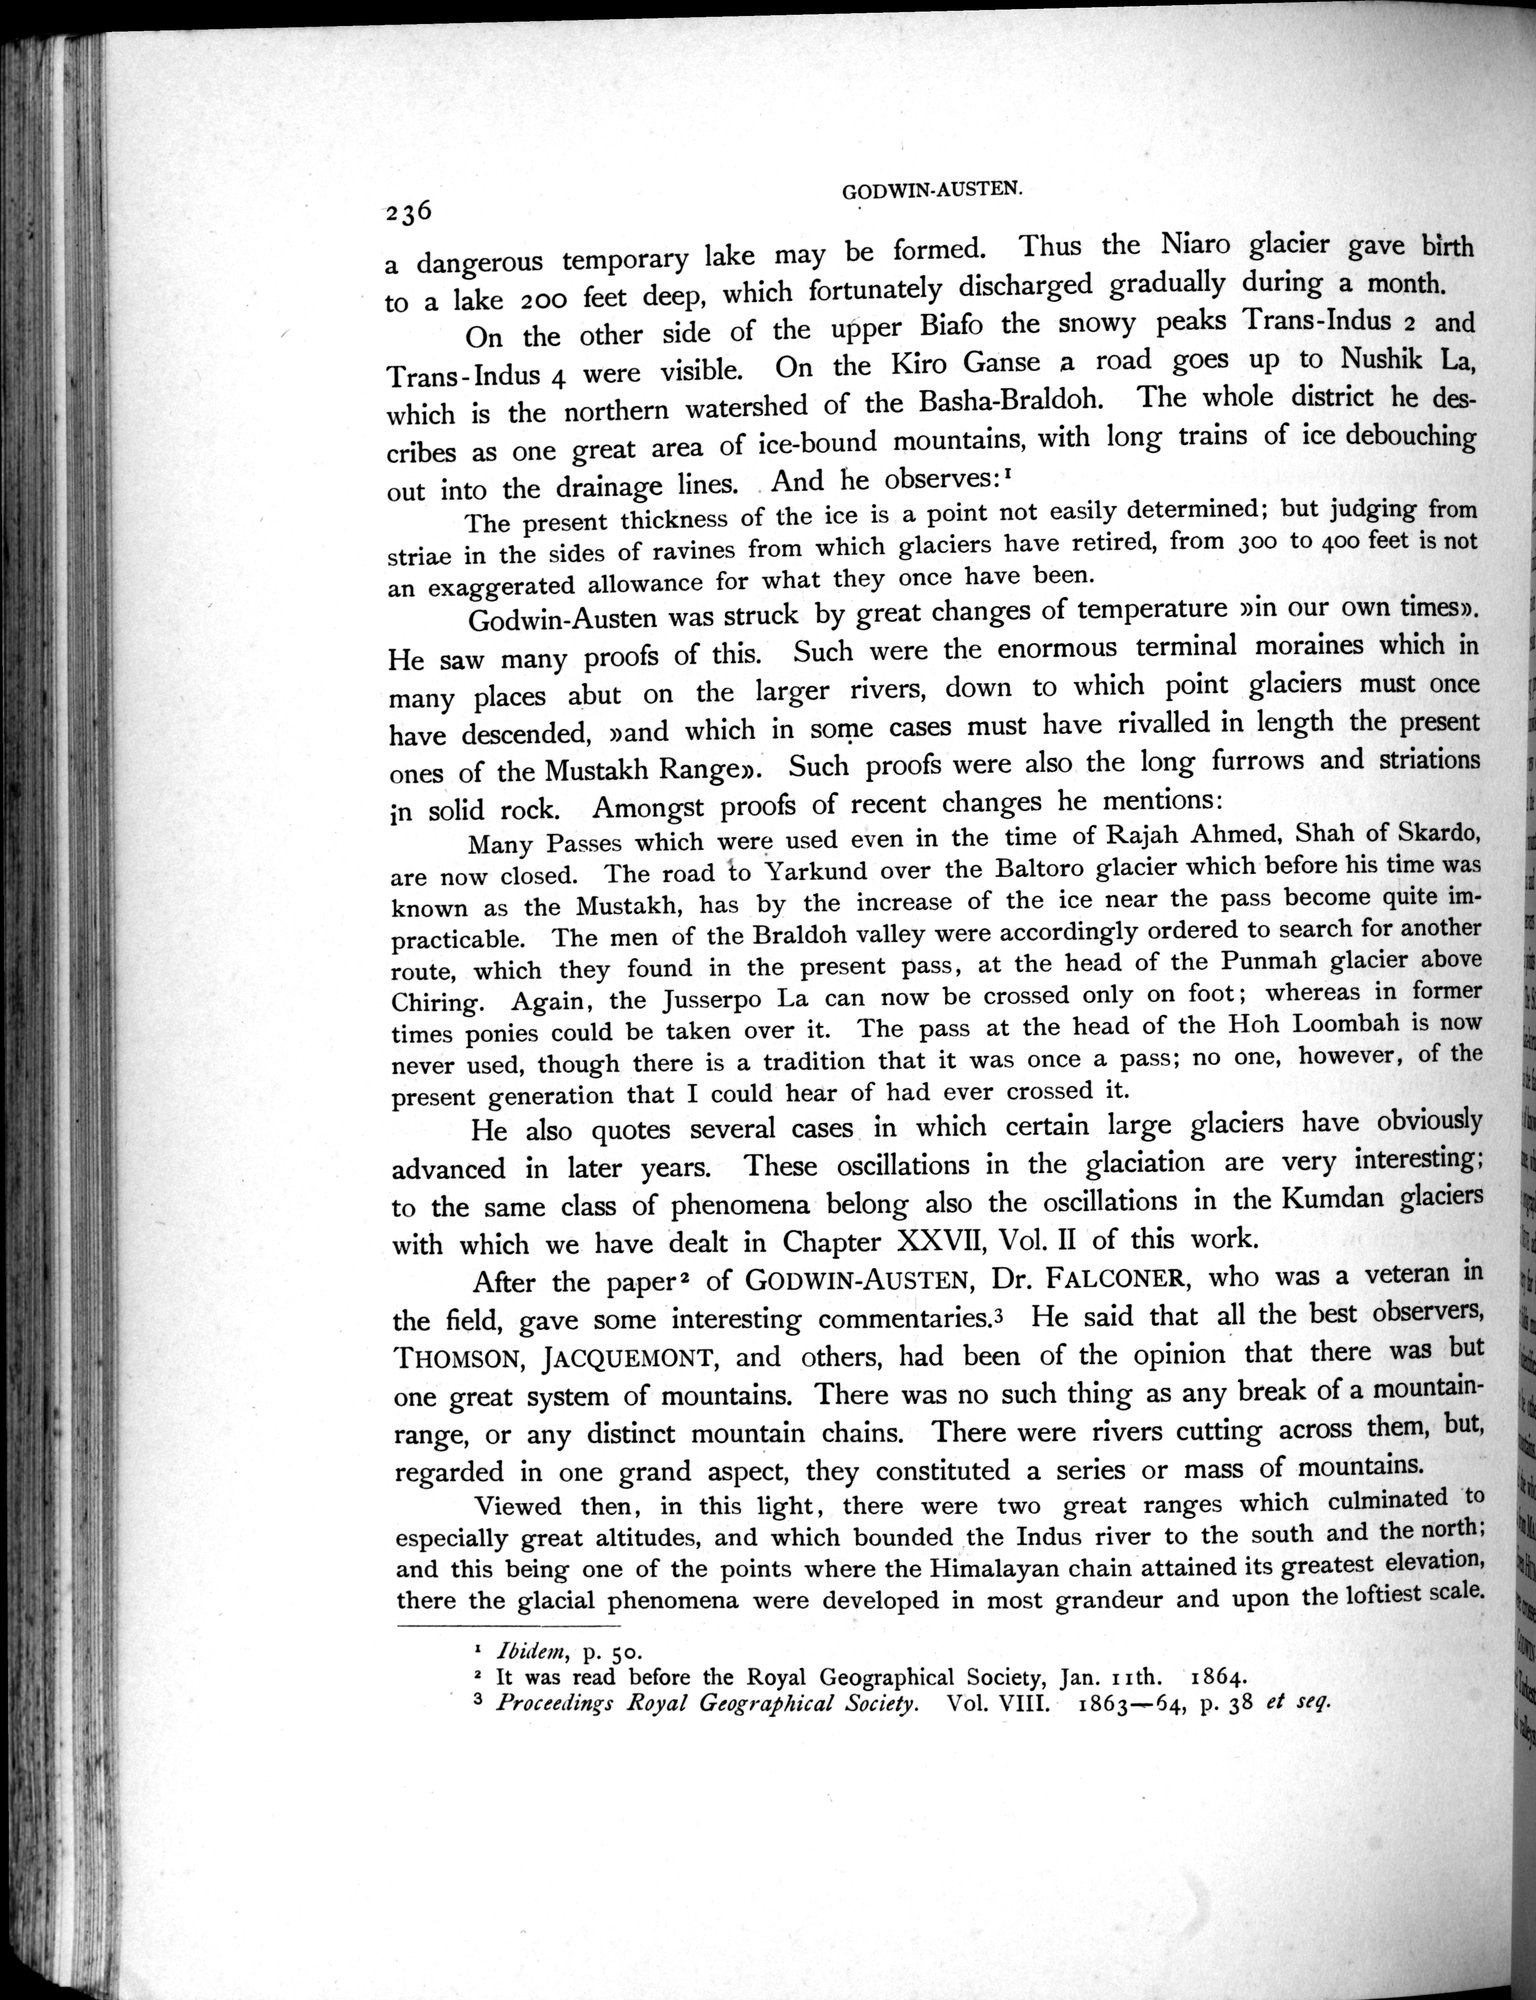 236
GODWIN-AUSTEN.
a dangerous temporary lake may be formed. Thus the Niaro glacier gave birth
to a lake 200 feet deep, which fortunately discharged gradually during a month.
On the other side of the upper Biafo the snowy peaks Trans-Indus 2 and
Trans-Indus 4 were visible. On the Kiro Ganse a road goes up to Nushik La,
which is the northern watershed of the Basha-Braldoh. The whole district he des-
cribes as one great area of ice-bound mountains, with long trains of ice debouching
out into the drainage lines. And he observes:¹
The present thickness of the ice is a point not easily determined; but judging from
striae in the sides of ravines from which glaciers have retired, from 300 to 400 feet is not
an exaggerated allowance for what they once have been.
Godwin-Austen was struck by great changes of temperature »in our own times».
He saw many proofs of this. Such were the enormous terminal moraines which in
many places abut on the larger rivers, down to which point glaciers must once
have descended, »and which in some cases must have rivalled in length the present
ones of the Mustakh Range». Such proofs were also the long furrows and striations
in solid rock. Amongst proofs of recent changes he mentions:
Many Passes which were used even in the time of Rajah Ahmed, Shah of Skardo,
are now closed. The road to Yarkund over the Baltoro glacier which before his time was
known as the Mustakh, has by the increase of the ice near the pass become quite im-
practicable. The men of the Braldoh valley were accordingly ordered to search for another
route, which they found in the present pass, at the head of the Punmah glacier above
Chiring. Again, the Jusserpo La can now be crossed only on foot; whereas in former
times ponies could be taken over it. The pass at the head of the Hoh Loombah is now
never used, though there is a tradition that it was once a pass; no one, however, of the
present generation that I could hear of had ever crossed it.
He also quotes several cases in which certain large glaciers have obviously
advanced in later years. These oscillations in the glaciation are very interesting;
to the same class of phenomena belong also the oscillations in the Kumdan glaciers
with which we have dealt in Chapter XXVII, Vol. II of this work.
After the paper² of GODWIN-AUSTEN, Dr. FALCONER, who was a veteran in
the field, gave some interesting commentaries.³ He said that all the best observers,
THOMSON, JACQUEMONT, and others, had been of the opinion that there was but
one great system of mountains. There was no such thing as any break of a mountain-
range, or any distinct mountain chains. There were rivers cutting across them, but,
regarded in one grand aspect, they constituted a series or mass of mountains.
Viewed then, in this light, there were two great ranges which culminated to
especially great altitudes, and which bounded the Indus river to the south and the north;
and this being one of the points where the Himalayan chain attained its greatest elevation,
there the glacial phenomena were developed in most grandeur and upon the loftiest scale.
¹ Ibidem, p. 50.
² It was read before the Royal Geographical Society, Jan. 11th. 1864.
³ Proceedings Royal Geographical Society. Vol. VIII. 1863—64, p. 38 et seq.